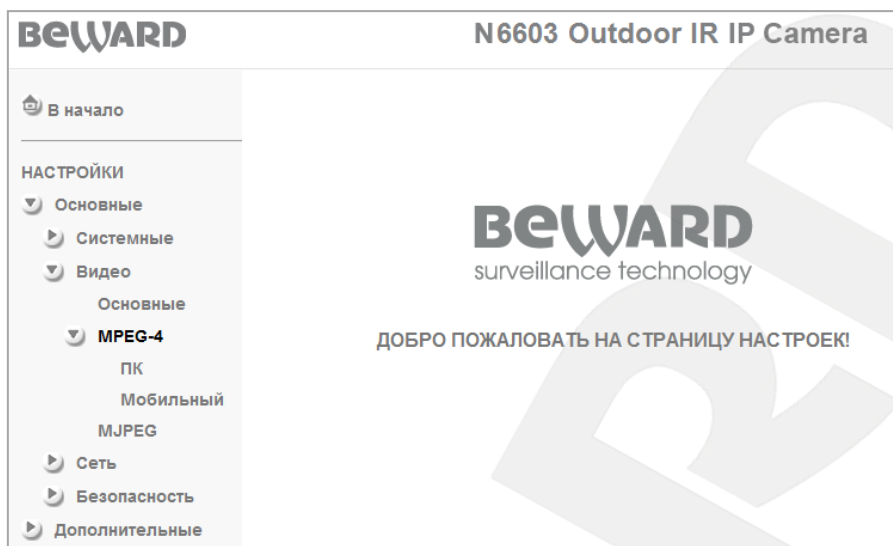 BEWARD
N6603 Outdoor IR IP Camera
В начало
НАСТРОЙКИ
Основные
Системные
Видео
Основные
MPEG-4
ПК
Мобильный
MJPEG
Сеть
Безопасность
Дополнительные
BEWARD
surveillance technology
ДОБРО ПОЖАЛОВАТЬ НА СТРАНИЦУ НАСТРОЕК!